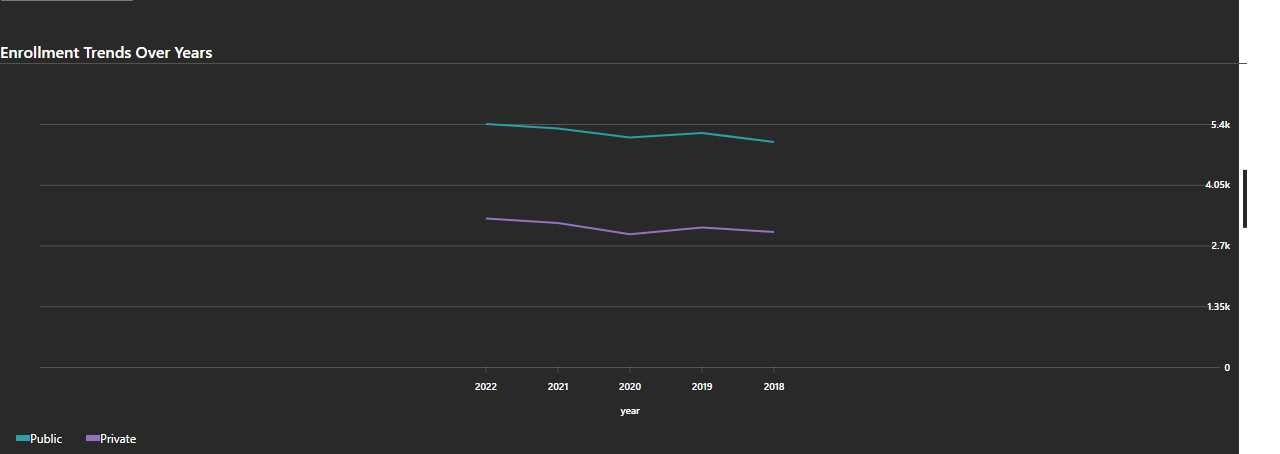 Enrollment Trends Over Years
5.4k
4.05k
2.7k
1.35k
0
2022 2021 2020 2019 2018
year
Public Private